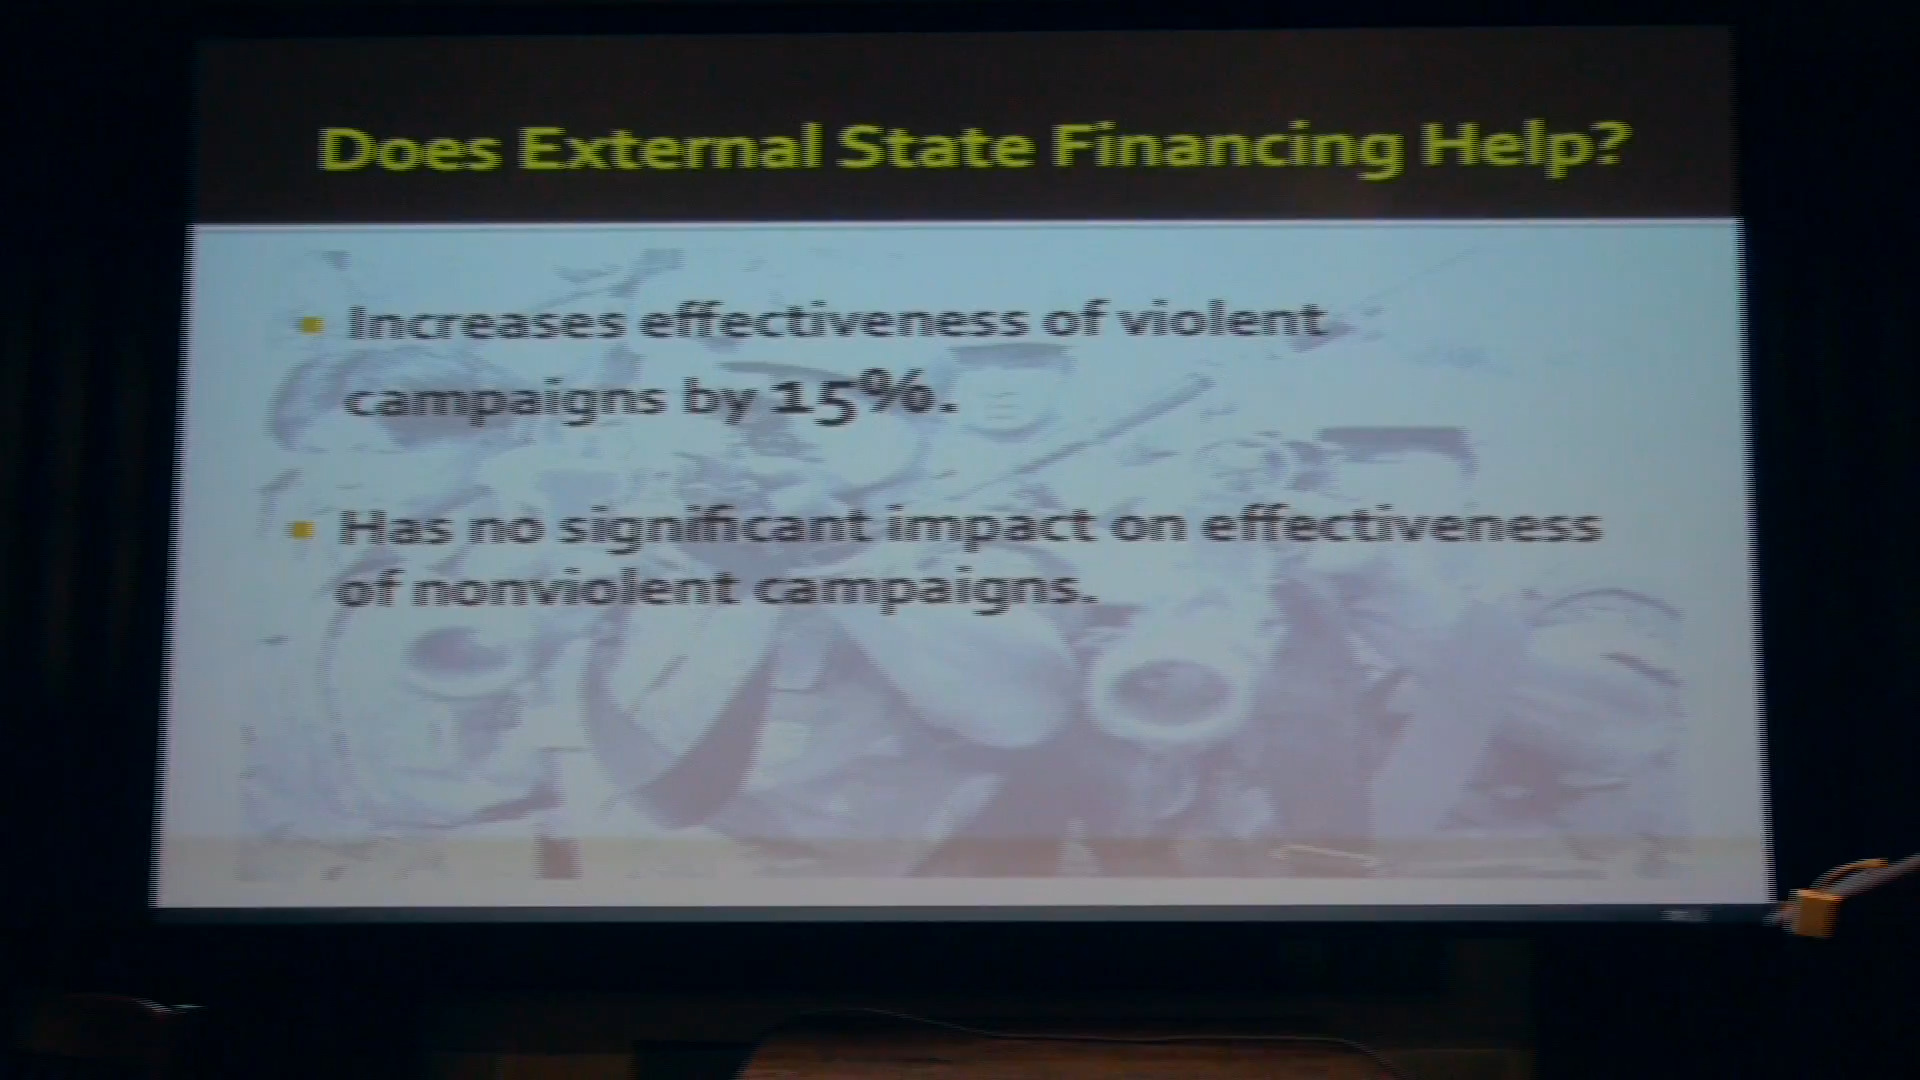 Does External State Financing Help?
Increases effectiveness of violent
campaigns by 15%.
Has no significant impact on effectiveness
of nonviolent campaigns.